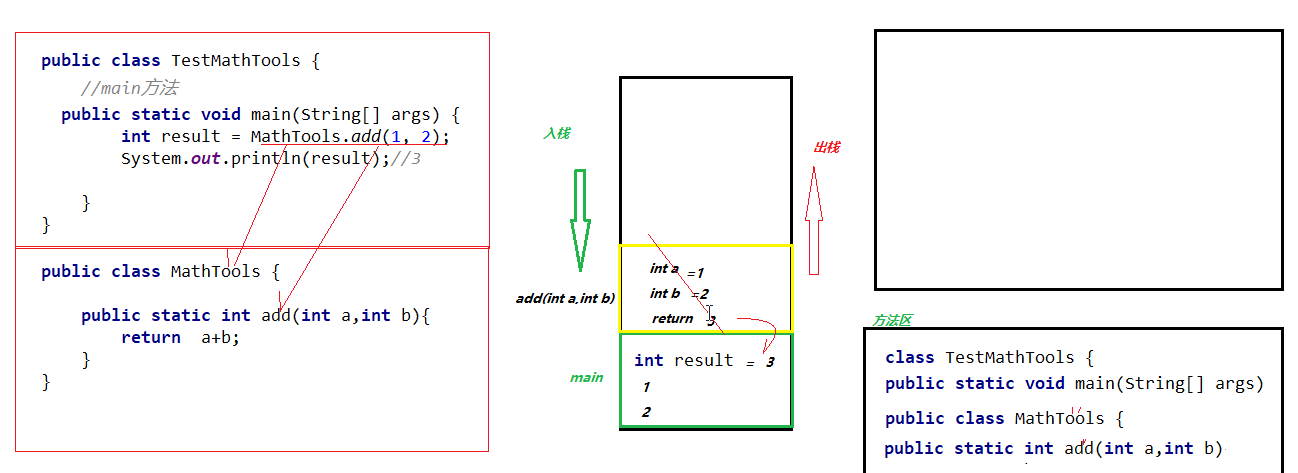 public class TestMathTools {
//main方法
public static void main(String[] args) {
int result = MathTools.add(1, 2);
System.out.println(result);//3
}
}
public class MathTools {
public static int add(int a,int b){
return a+b;
}
}
入栈
add(int a,int b)
main
int a =1
int b =2
return 3
int result = 3
1
2
出栈
方法区
class TestMathTools {
public static void main(String[] args)
public class MathTools {
public static int add(int a,int b)